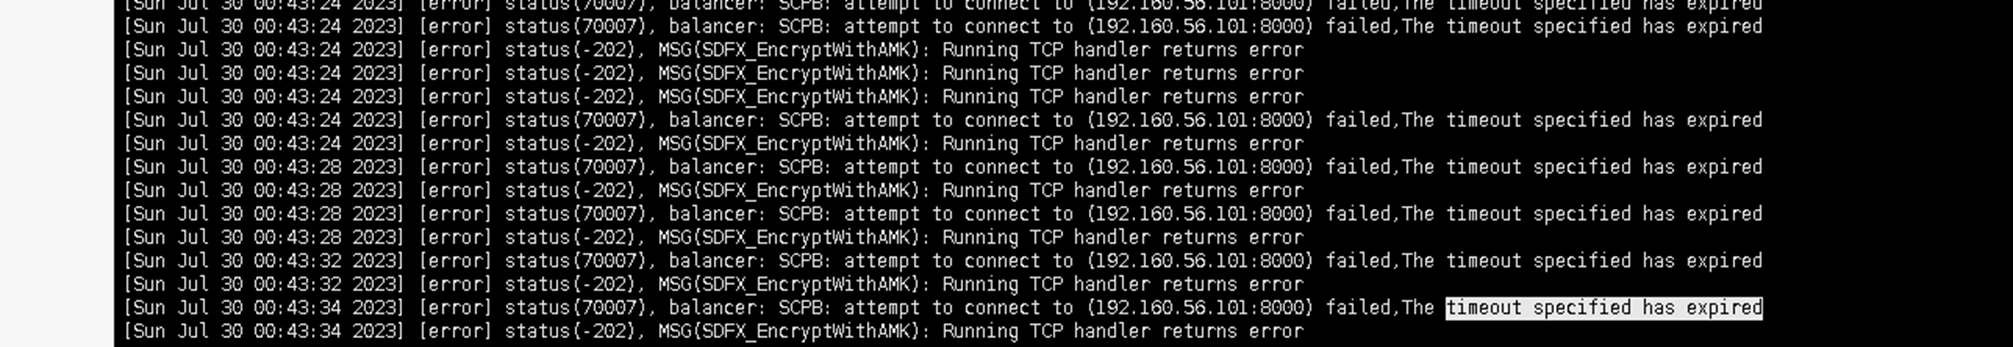 [Sun Jul 30 00:43:24 2023] [error] status(70007), balancer: SCPB: attempt to connect to (192.160.56.101:8000) failed,The timeout specified has expired
[Sun Jul 30 00:43:24 2023] [error] status(70007), balancer: SCPB: attempt to connect to (192.160.56.101:8000) failed,The timeout specified has expired
[Sun Jul 30 00:43:24 2023] [error] status(-202), MSG(SDFX_EncryptWithAMK): Running TCP handler returns error
[Sun Jul 30 00:43:24 2023] [error] status(-202), MSG(SDFX_EncryptWithAMK): Running TCP handler returns error
[Sun Jul 30 00:43:24 2023] [error] status(-202), MSG(SDFX_EncryptWithAMK): Running TCP handler returns error
[Sun Jul 30 00:43:24 2023] [error] status(70007), balancer: SCPB: attempt to connect to (192.160.56.101:8000) failed,The timeout specified has expired
[Sun Jul 30 00:43:24 2023] [error] status(-202), MSG(SDFX_EncryptWithAMK): Running TCP handler returns error
[Sun Jul 30 00:43:28 2023] [error] status(70007), balancer: SCPB: attempt to connect to (192.160.56.101:8000) failed,The timeout specified has expired
[Sun Jul 30 00:43:28 2023] [error] status(-202), MSG(SDFX_EncryptWithAMK): Running TCP handler returns error
[Sun Jul 30 00:43:28 2023] [error] status(70007), balancer: SCPB: attempt to connect to (192.160.56.101:8000) failed,The timeout specified has expired
[Sun Jul 30 00:43:28 2023] [error] status(-202), MSG(SDFX_EncryptWithAMK): Running TCP handler returns error
[Sun Jul 30 00:43:32 2023] [error] status(70007), balancer: SCPB: attempt to connect to (192.160.56.101:8000) failed,The timeout specified has expired
[Sun Jul 30 00:43:32 2023] [error] status(-202), MSG(SDFX_EncryptWithAMK): Running TCP handler returns error
[Sun Jul 30 00:43:34 2023] [error] status(70007), balancer: SCPB: attempt to connect to (192.160.56.101:8000) failed,The timeout specified has expired
[Sun Jul 30 00:43:34 2023] [error] status(-202), MSG(SDFX_EncryptWithAMK): Running TCP handler returns error